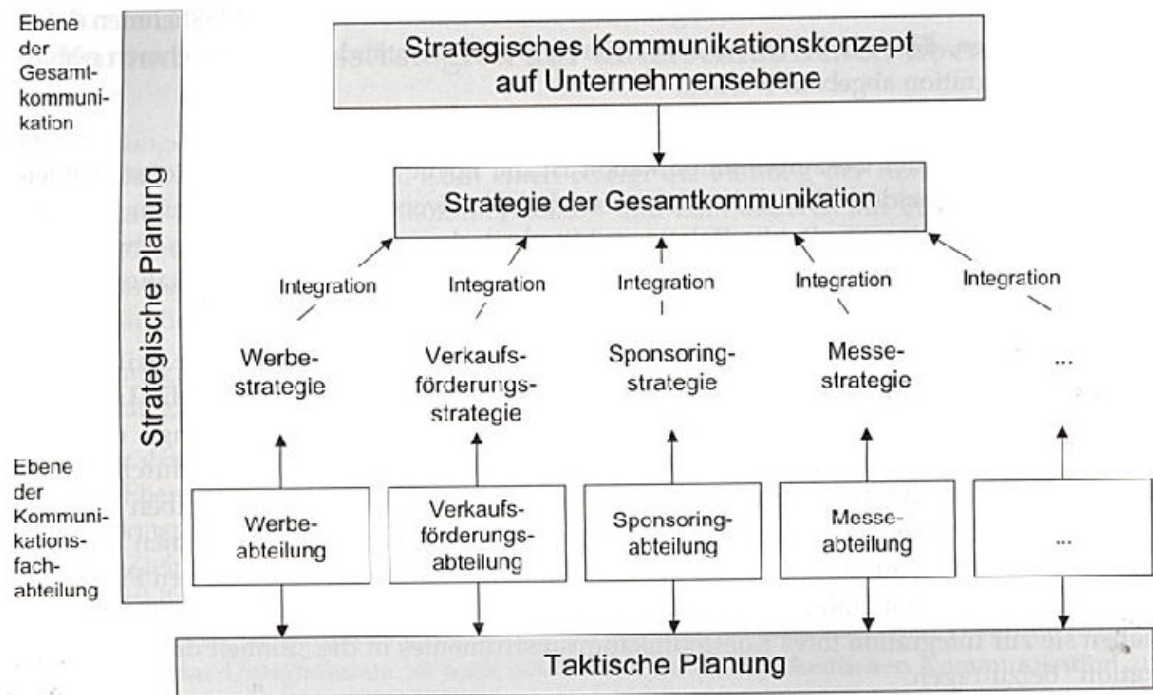 Ebene
der
Gesamt-
kommuni-
kation
Strategisches Kommunikationskonzept
auf Unternehmensebene
Strategie der Gesamtkommunikation
Strategische Planung
Integration Integration Integration Integration Integration
Werbe-
strategie
Verkaufs-
förderungs-
strategie
Sponsoring-
strategie
Messe-
strategie
...
Ebene
der
Kommuni-
kations-
fach-
abteilung
Werbe-
abteilung
Verkaufs-
förderungs-
abteilung
Sponsoring-
abteilung
Messe-
abteilung
...
Taktische Planung